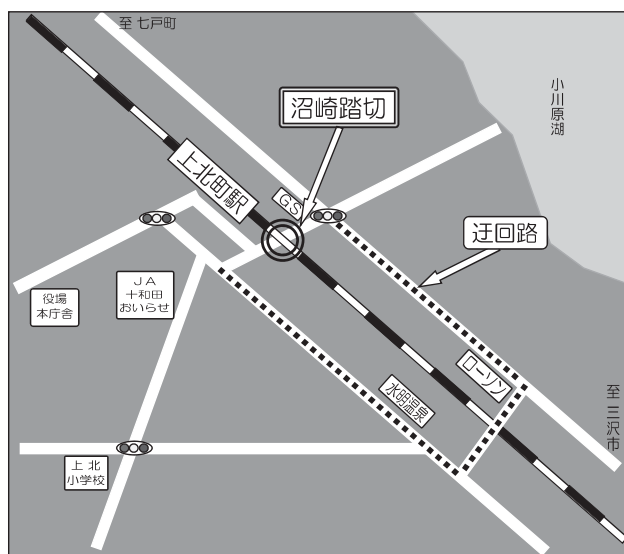 至 七戸町
小川原湖
沼崎踏切
上北町駅
GS
迂回路
JA
十和田
おいらせ
役場
本庁舎
ローソン
水明温泉
至 三沢市
上北
小学校